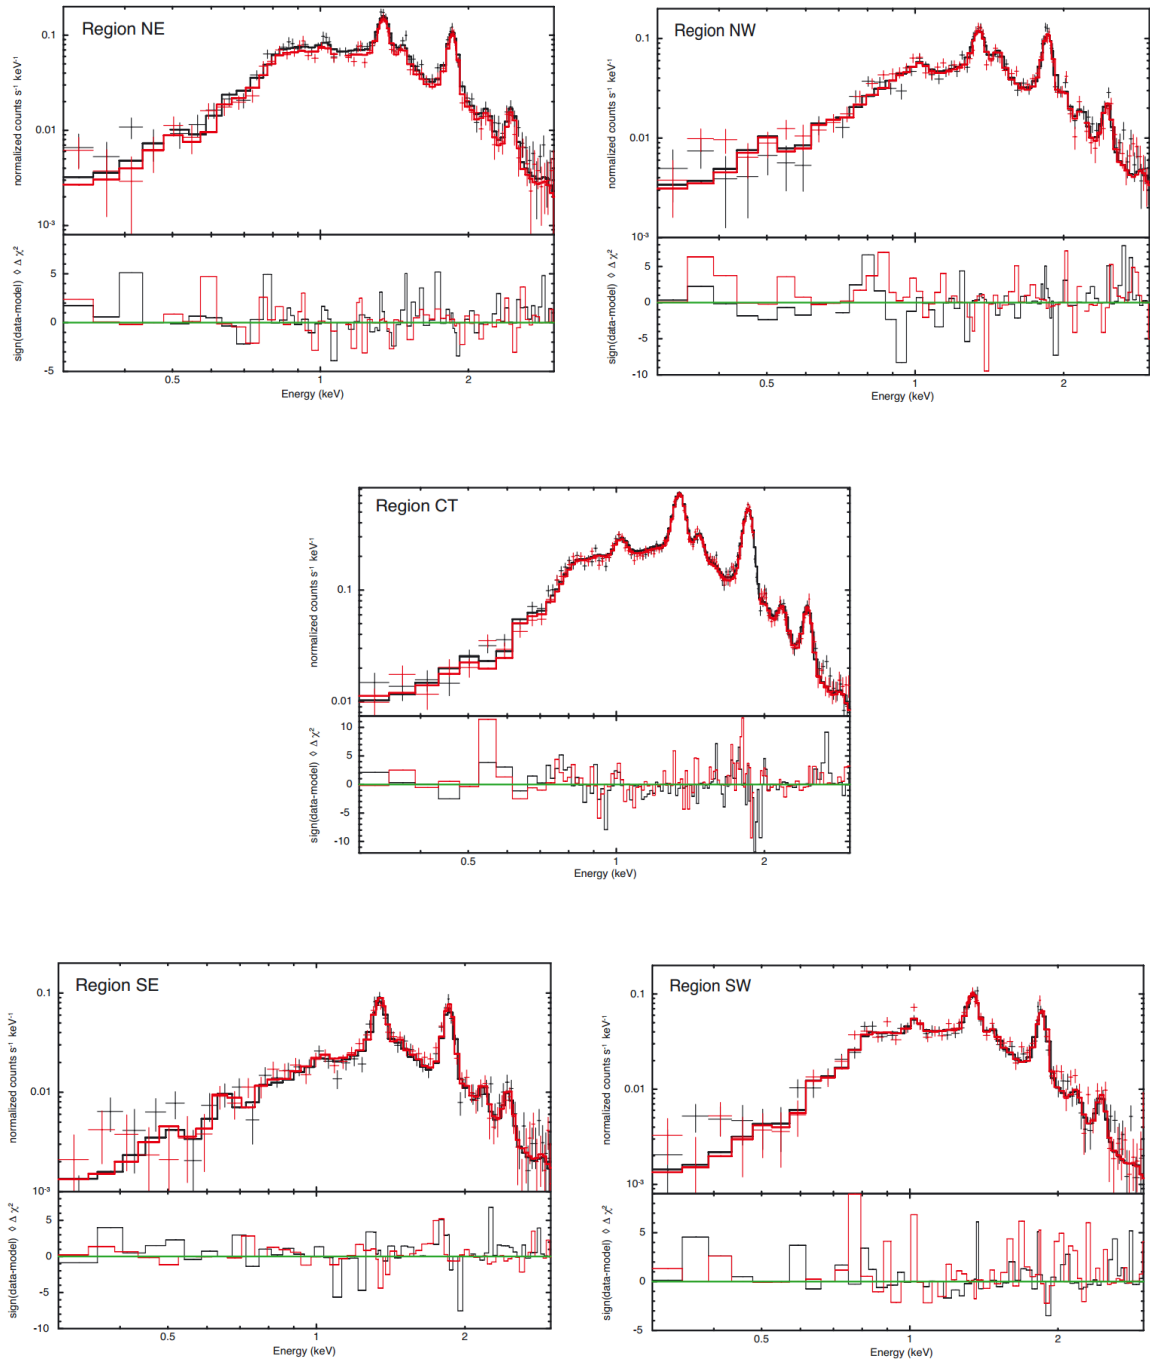 Region NE
0.1
0.01
10⁻³
normalized counts s⁻¹ keV⁻¹
5
0
-5
sign(data-model) ◊ Δ χ²
0.5 1 2
Energy (keV)
Region NW
0.1
0.01
10⁻³
normalized counts s⁻¹ keV⁻¹
5
0
-5
-10
sign(data-model) ◊ Δ χ²
0.5 1 2
Energy (keV)
Region CT
0.1
0.01
normalized counts s⁻¹ keV⁻¹
10
5
0
-5
-10
sign(data-model) ◊ Δ χ²
0.5 1 2
Energy (keV)
Region SE
0.1
0.01
10⁻³
normalized counts s⁻¹ keV⁻¹
5
0
-5
-10
sign(data-model) ◊ Δ χ²
0.5 1 2
Energy (keV)
Region SW
0.1
0.01
10⁻³
normalized counts s⁻¹ keV⁻¹
5
0
-5
sign(data-model) ◊ Δ χ²
0.5 1 2
Energy (keV)